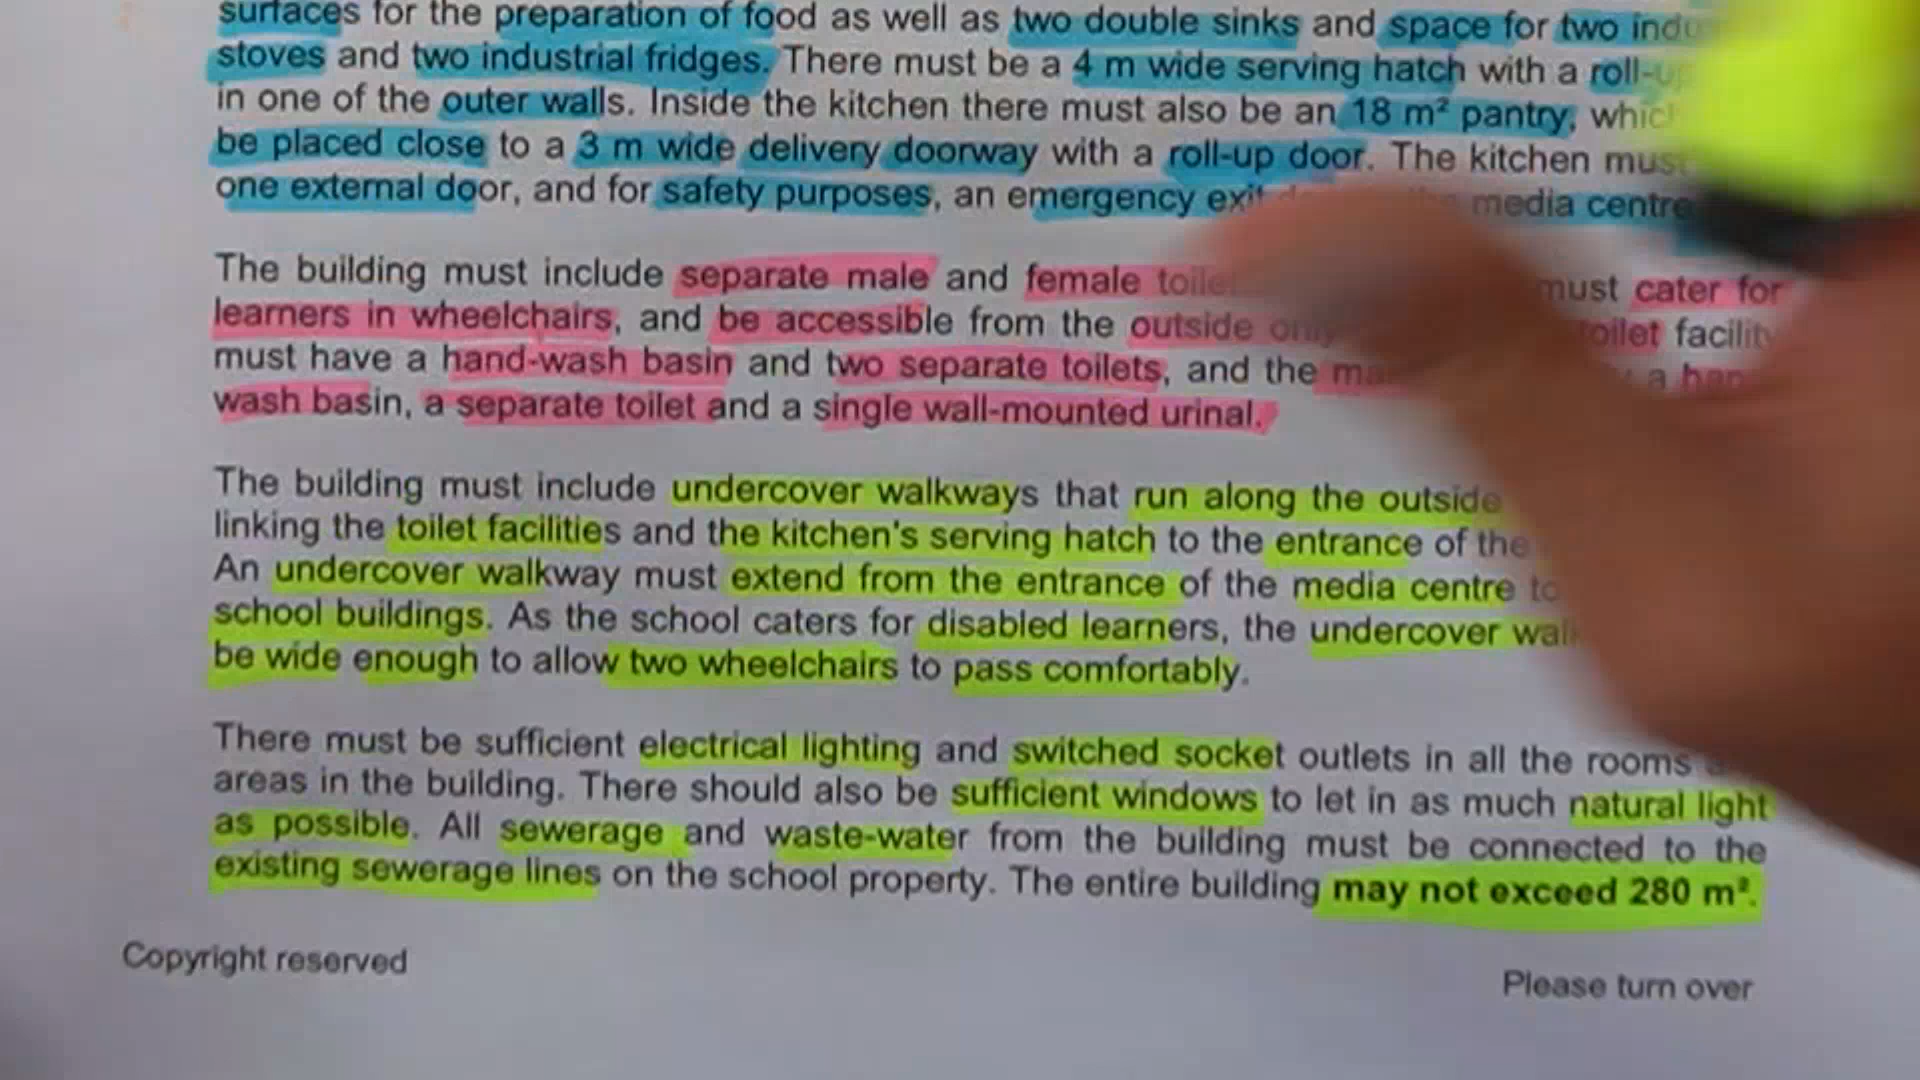 surfaces for the preparation of food as well as two double sinks and space for two
stoves and two industrial fridges. There must be a 4 m wide serving hatch with a
in one of the outer walls. Inside the kitchen there must also be an 18 m² pantry,
be placed close to a 3 m wide delivery doorway with a roll-up door. The kitchen must
one external door, and for safety purposes, an emergency exit media centre
The building must include separate male and female must cater for
learners in wheelchairs, and be accessible from the outside only toilet facility
must have a hand-wash basin and two separate toilets, and the a
wash basin, a separate toilet and a single wall-mounted urinal.
The building must include undercover walkways that run along the outside
linking the toilet facilities and the kitchen's serving hatch to the entrance of the
An undercover walkway must extend from the entrance of the media centre to
school buildings. As the school caters for disabled learners, the undercover
be wide enough to allow two wheelchairs to pass comfortably.
There must be sufficient electrical lighting and switched socket outlets in all the rooms
areas in the building. There should also be sufficient windows to let in as much natural light
as possible. All sewerage and waste-water from the building must be connected to the
existing sewerage lines on the school property. The entire building may not exceed 280 m².
Copyright reserved
Please turn over